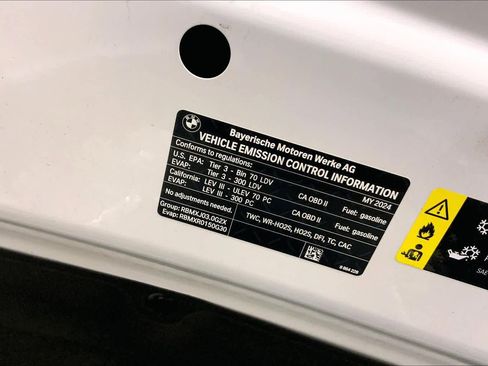 BMW
Bayerische Motoren Werke AG
VEHICLE EMISSION CONTROL INFORMATION
Conforms to regulations: MY 2024
U.S. EPA: Tier 3 - Bin 70 LDV CA OBD II Fuel: gasoline
EVAP: Tier 3 - 300 LDV
California: LEV III - ULEV 70 PC CA OBD II Fuel: gasoline
EVAP: LEV III - 300 PC
No adjustments needed. TWC, WR-HO2S, HO2S, DFI, TC, CAC
Group: RBMXJ03.0G2X
Evap: RBMXR0150G30
SAE